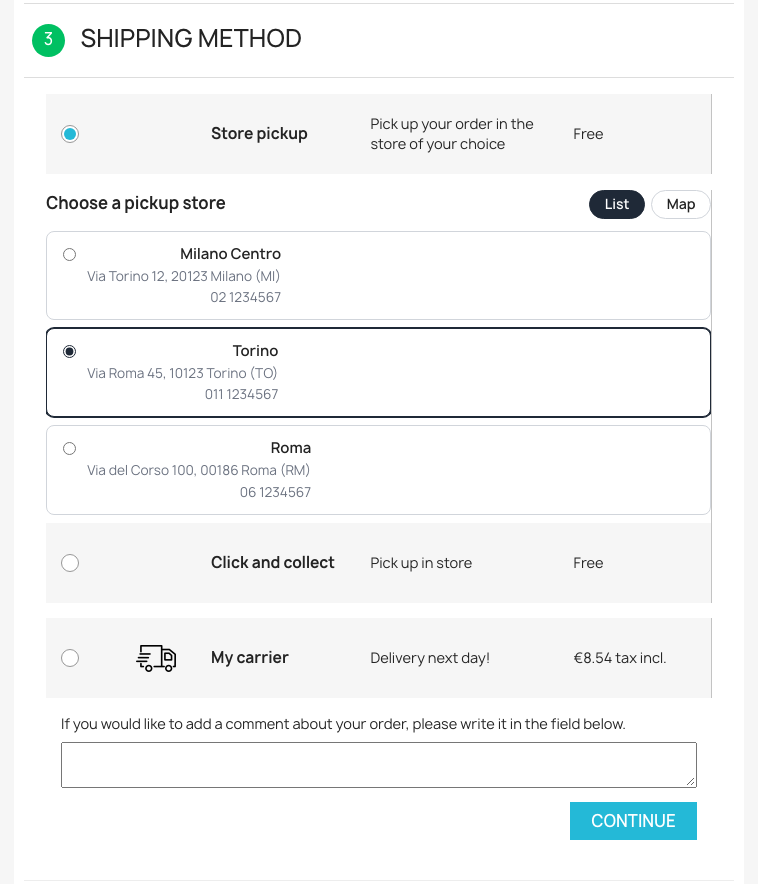 3 SHIPPING METHOD
Store pickup
Pick up your order in the
store of your choice
Free
Choose a pickup store
List
Map
Milano Centro
Via Torino 12, 20123 Milano (MI)
02 1234567
Torino
Via Roma 45, 10123 Torino (TO)
011 1234567
Roma
Via del Corso 100, 00186 Roma (RM)
06 1234567
Click and collect
Pick up in store
Free
My carrier
Delivery next day!
€8.54 tax incl.
If you would like to add a comment about your order, please write it in the field below.
CONTINUE